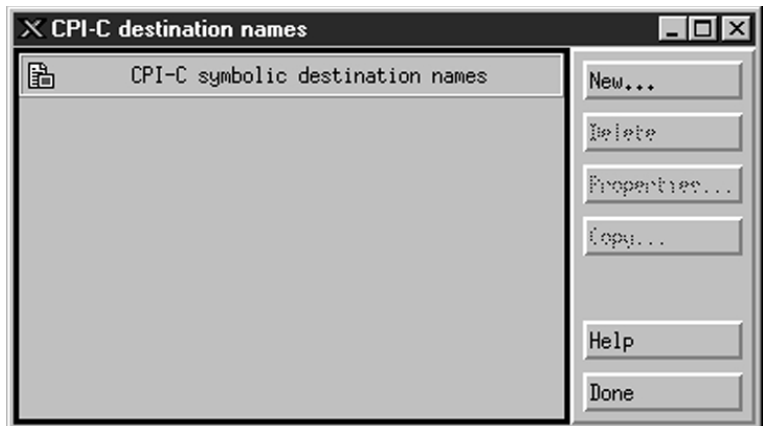 CPI-C destination names
CPI-C symbolic destination names
New...
Delete
Properties...
Copy...
Help
Done